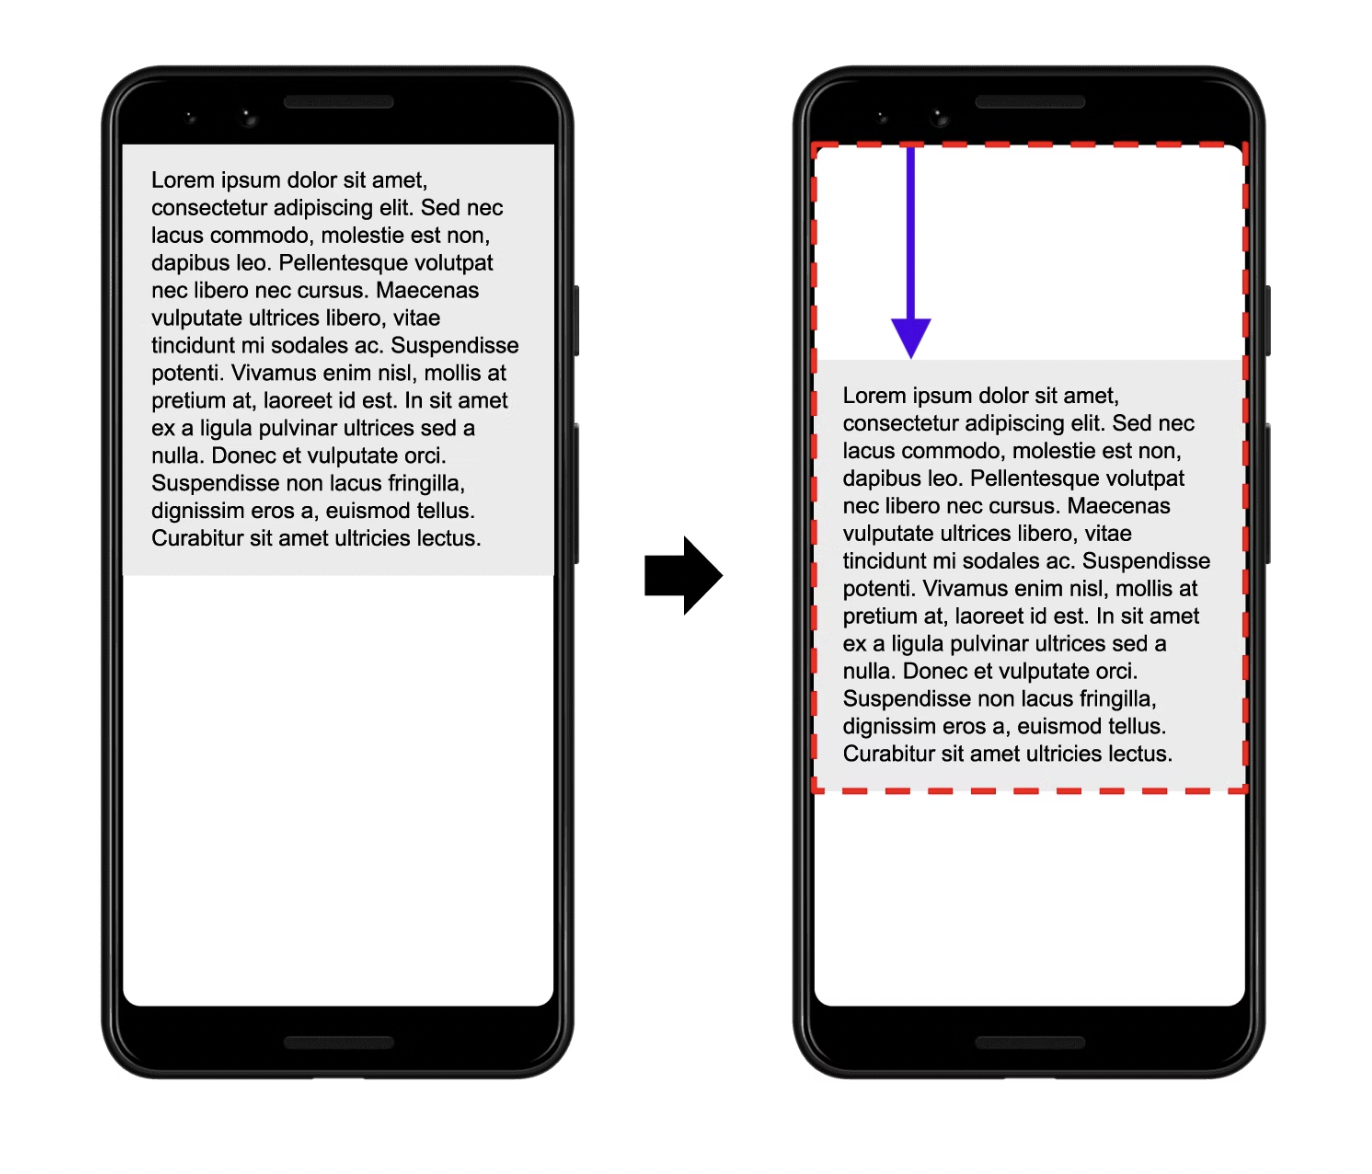 Lorem ipsum dolor sit amet,
consectetur adipiscing elit. Sed nec
lacus commodo, molestie est non,
dapibus leo. Pellentesque volutpat
nec libero nec cursus. Maecenas
vulputate ultrices libero, vitae
tincidunt mi sodales ac. Suspendisse
potenti. Vivamus enim nisl, mollis at
pretium at, laoreet id est. In sit amet
ex a ligula pulvinar ultrices sed a
nulla. Donec et vulputate orci.
Suspendisse non lacus fringilla,
dignissim eros a, euismod tellus.
Curabitur sit amet ultricies lectus.
Lorem ipsum dolor sit amet,
consectetur adipiscing elit. Sed nec
lacus commodo, molestie est non,
dapibus leo. Pellentesque volutpat
nec libero nec cursus. Maecenas
vulputate ultrices libero, vitae
tincidunt mi sodales ac. Suspendisse
potenti. Vivamus enim nisl, mollis at
pretium at, laoreet id est. In sit amet
ex a ligula pulvinar ultrices sed a
nulla. Donec et vulputate orci.
Suspendisse non lacus fringilla,
dignissim eros a, euismod tellus.
Curabitur sit amet ultricies lectus.